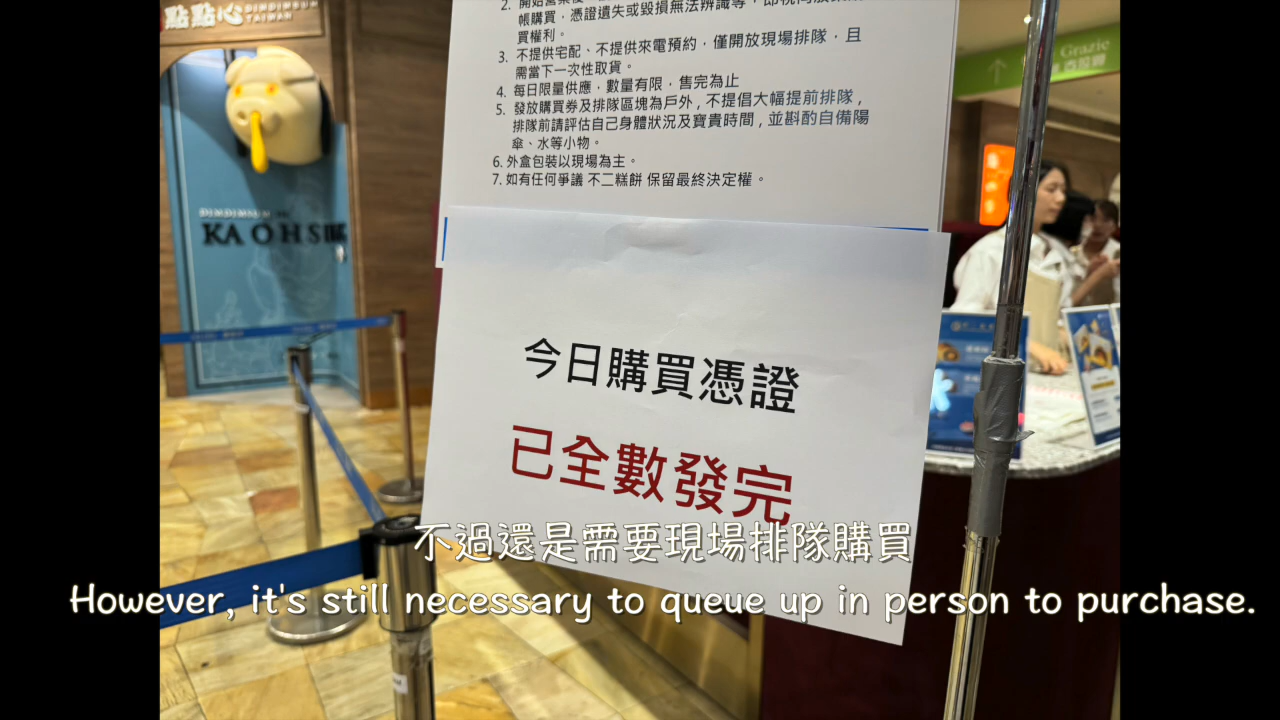 點點心 DIMDIMSUM
TAIWAN
帳購買，憑證遺失或毀損無法辨識等，
買權利。
3. 不提供宅配、不提供來電預約，僅開放現場排隊，且
需當下一次性取貨。
4. 每日限量供應，數量有限，售完為止
5. 發放購買券及排隊區塊為戶外，不提倡大幅提前排隊，
排隊前請評估自己身體狀況及寶貴時間，並斟酌自備陽
傘、水等小物。
6. 外盒包裝以現場為主。
7. 如有任何爭議 不二糕餅 保留最終決定權。
Grazie
KAOHSI
今日購買憑證
已全數發完
不過還是需要現場排隊購買
However, it's still necessary to queue up in person to purchase.